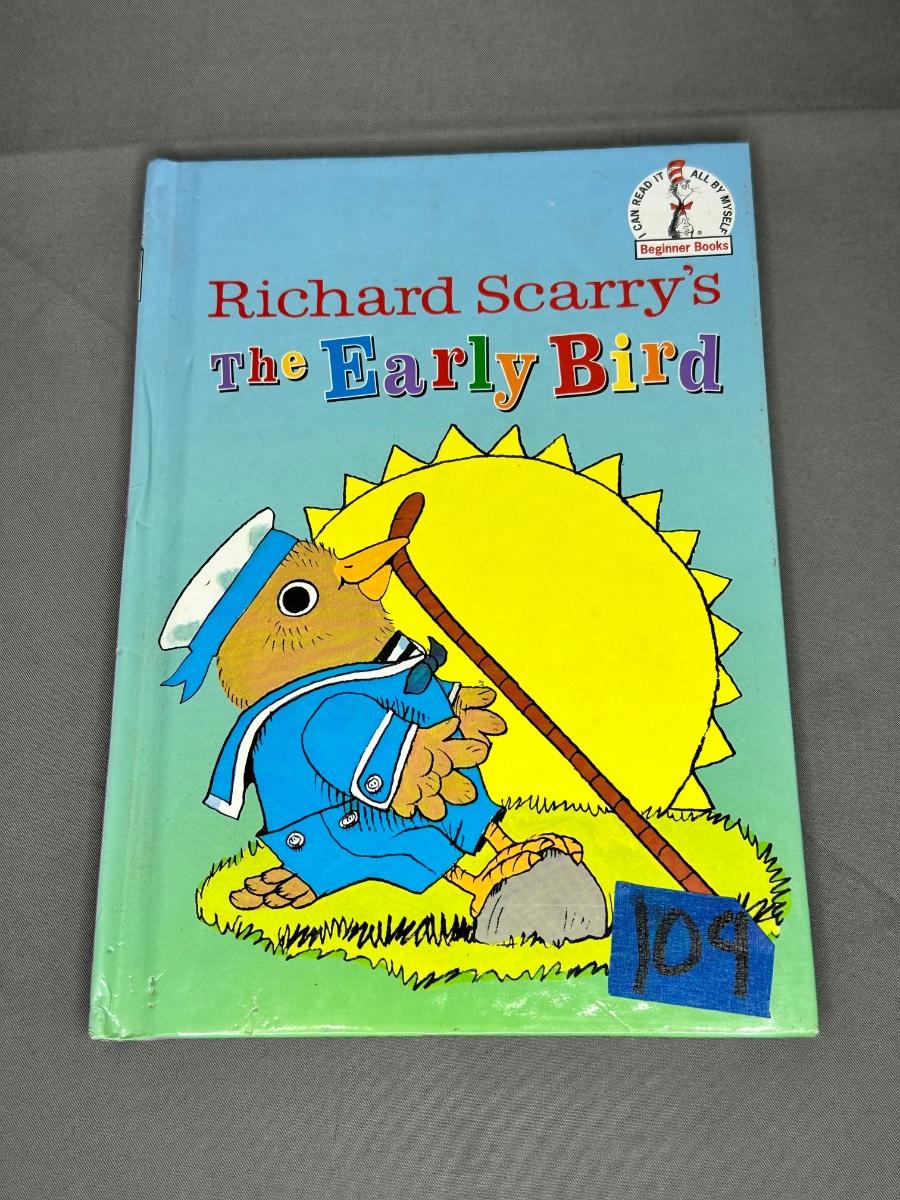 I CAN READ IT ALL BY MYSELF
®
Beginner Books
Richard Scarry's
The Early Bird
109